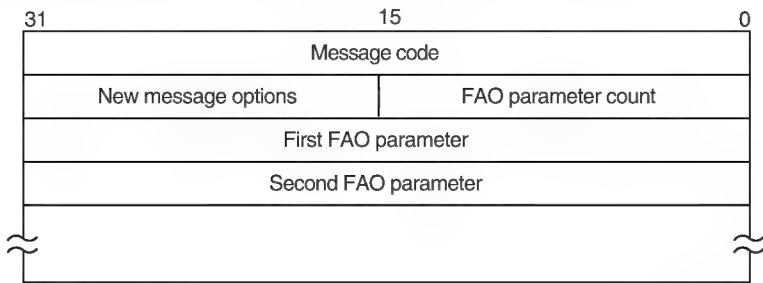 31 15 0
Message code
New message options FAO parameter count
First FAO parameter
Second FAO parameter